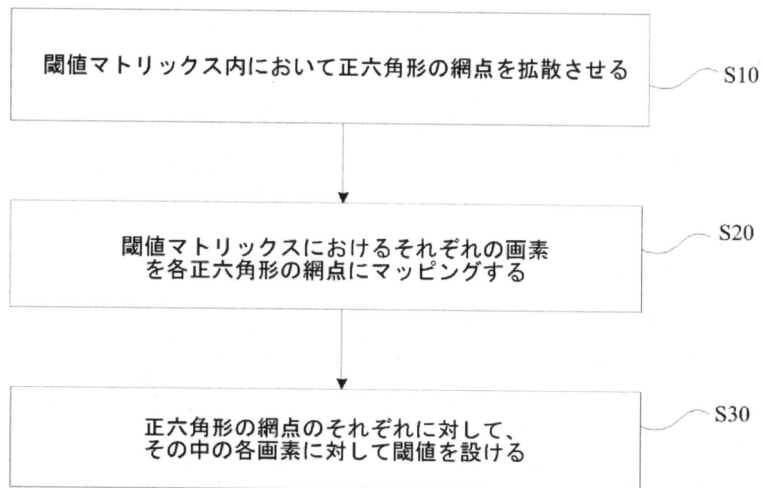 閾値マトリックス内において正六角形の網点を拡散させる
S10
閾値マトリックスにおけるそれぞれの画素
を各正六角形の網点にマッピングする
S20
正六角形の網点のそれぞれに対して、
その中の各画素に対して閾値を設ける
S30